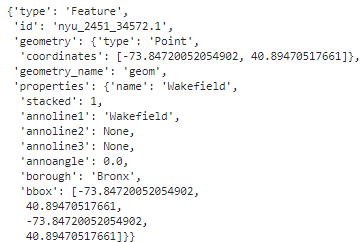 {'type': 'Feature',
'id': 'nyu_2451_34572.1',
'geometry': {'type': 'Point',
'coordinates': [-73.84720052054902, 40.89470517661]},
'geometry_name': 'geom',
'properties': {'name': 'Wakefield',
'stacked': 1,
'annoline1': 'Wakefield',
'annoline2': None,
'annoline3': None,
'annoangle': 0.0,
'borough': 'Bronx',
'bbox': [-73.84720052054902,
40.89470517661,
-73.84720052054902,
40.89470517661]}}